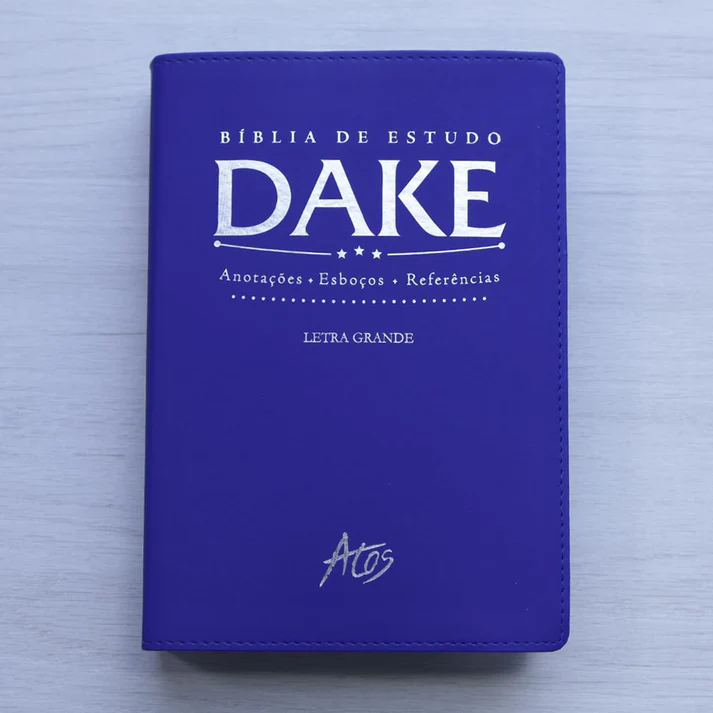 BÍBLIA DE ESTUDO
DAKE
Anotações • Esboços • Referências
LETRA GRANDE
Atos